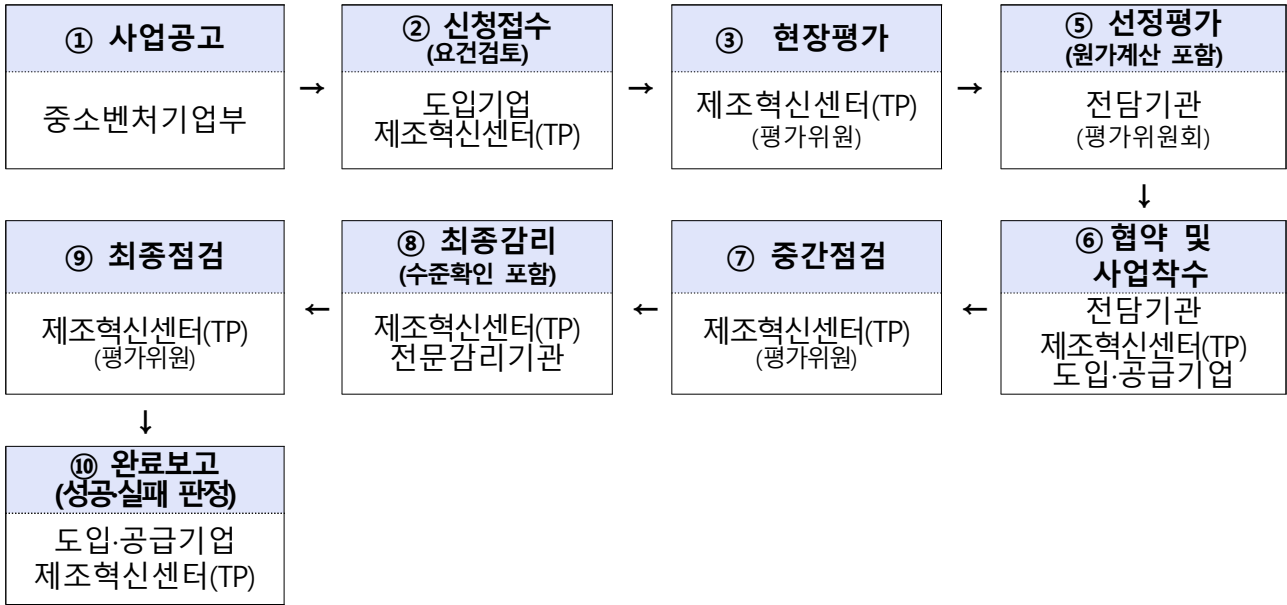 ① 사업공고
중소벤처기업부
→
② 신청접수
(요건검토)
도입기업
제조혁신센터(TP)
→
③ 현장평가
제조혁신센터(TP)
(평가위원)
→
⑤ 선정평가
(원가계산 포함)
전담기관
(평가위원회)
↓
⑥ 협약 및
사업착수
전담기관
제조혁신센터(TP)
도입·공급기업
←
⑦ 중간점검
제조혁신센터(TP)
(평가위원)
←
⑧ 최종감리
(수준확인 포함)
제조혁신센터(TP)
전문감리기관
←
⑨ 최종점검
제조혁신센터(TP)
(평가위원)
↓
⑩ 완료보고
(성공·실패 판정)
도입·공급기업
제조혁신센터(TP)